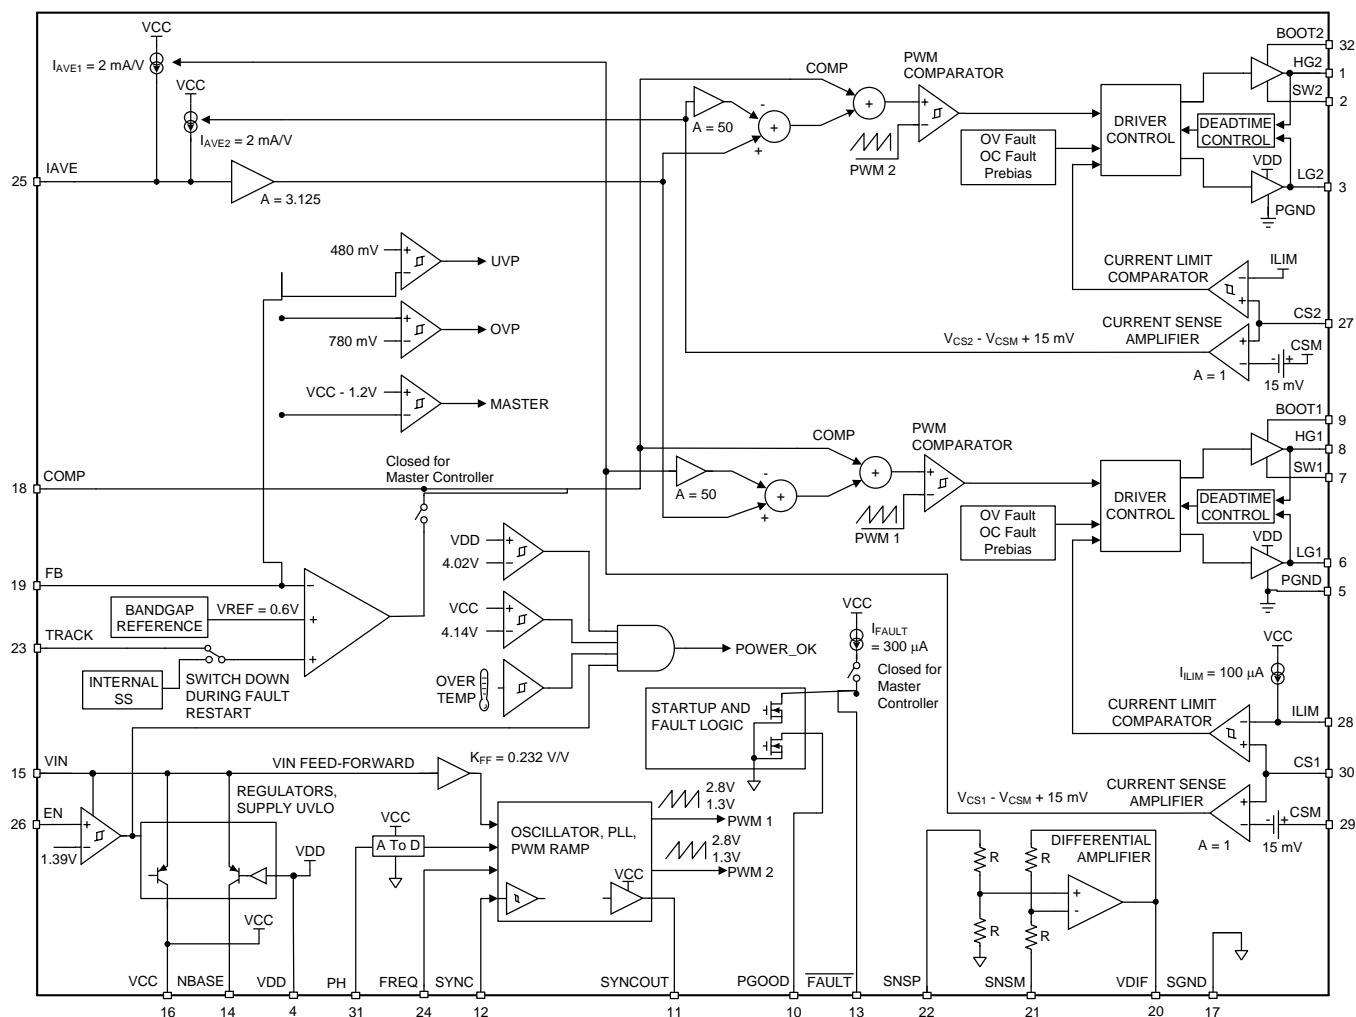 VCC
I_AVE1 = 2 mA/V
VCC
I_AVE2 = 2 mA/V
25
IAVE
A = 3.125
480 mV
+
−
UVP
+
780 mV
−
OVP
VCC - 1.2V
+
−
MASTER
Closed for
Master Controller
18
COMP
19
FB
BANDGAP
REFERENCE
VREF = 0.6V
−
+
+
23
TRACK
INTERNAL
SS
SWITCH DOWN
DURING FAULT
RESTART
VDD
4.02V
+
−
VCC
4.14V
+
−
OVER
TEMP
POWER_OK
15
VIN
VIN FEED-FORWARD
K_FF = 0.232 V/V
REGULATORS,
SUPPLY UVLO
26
EN
+
−
1.39V
VDD
VCC
VCC
A To D
OSCILLATOR, PLL,
PWM RAMP
VCC
2.8V
1.3V
PWM 1
2.8V
1.3V
PWM 2
STARTUP AND
FAULT LOGIC
VCC
I_FAULT
= 300 µA
Closed for
Master
Controller
A = 50
-
+
+
COMP
+
PWM
COMPARATOR
+
−
PWM 2
OV Fault
OC Fault
Prebias
DRIVER
CONTROL
DEADTIME
CONTROL
VDD
PGND
BOOT2
32
HG2
1
SW2
2
LG2
3
CURRENT LIMIT
COMPARATOR
−
+
ILIM
CS2
27
CURRENT SENSE
AMPLIFIER
V_CS2 - V_CSM + 15 mV
+
−
A = 1
-
+
CSM
15 mV
A = 50
-
+
+
COMP
+
PWM
COMPARATOR
+
−
PWM 1
OV Fault
OC Fault
Prebias
DRIVER
CONTROL
DEADTIME
CONTROL
VDD
BOOT1
9
HG1
8
SW1
7
LG1
6
PGND
5
VCC
I_ILIM = 100 µA
CURRENT LIMIT
COMPARATOR
−
+
ILIM
28
CS1
30
CURRENT SENSE
AMPLIFIER
V_CS1 - V_CSM + 15 mV
+
−
A = 1
-
+
CSM
29
15 mV
DIFFERENTIAL
AMPLIFIER
R
R
R
R
+
-
VCC
NBASE
VDD
PH
FREQ
SYNC
SYNCOUT
PGOOD
FAULT
SNSP
SNSM
VDIF
SGND
16
14
4
31
24
12
11
10
13
22
21
20
17